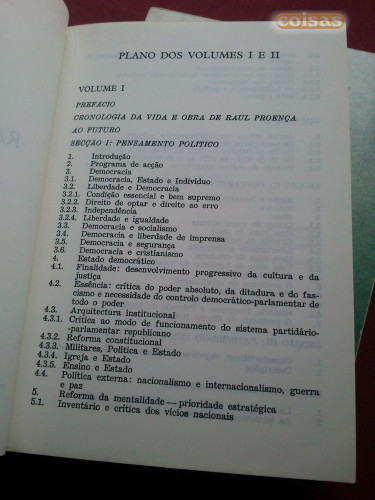 coisas
PLANO DOS VOLUMES I E II
VOLUME I
PREFÁCIO
CRONOLOGIA DA VIDA E OBRA DE RAUL PROENÇA
AO FUTURO
SECÇÃO I: PENSAMENTO POLÍTICO
1. Introdução
2. Programa de acção
3. Democracia
3.1. Democracia, Estado e Indivíduo
3.2. Liberdade e Democracia
3.2.1. Condição essencial e bem supremo
3.2.2. Direito de optar e direito ao erro
3.2.3. Independência
3.2.4. Liberdade e igualdade
3.3. Democracia e socialismo
3.4. Democracia e liberdade de imprensa
3.5. Democracia e segurança
3.6. Democracia e cristianismo
4. Estado democrático
4.1. Finalidade: desenvolvimento progressivo da cultura e da
justiça
4.2. Essência: crítica do poder absoluto, da ditadura e do fas-
cismo e necessidade do controlo democrático-parlamentar de
todo o poder
4.3. Arquitectura institucional
4.3.1. Crítica ao modo de funcionamento do sistema partidário-
-parlamentar republicano
4.3.2. Reforma constitucional
4.3.3. Militares, Política e Estado
4.3.4. Igreja e Estado
4.3.5. Ensino e Estado
4.4. Política externa: nacionalismo e internacionalismo, guerra
e paz
5. Reforma da mentalidade — prioridade estratégica
5.1. Inventário e crítica dos vícios nacionais